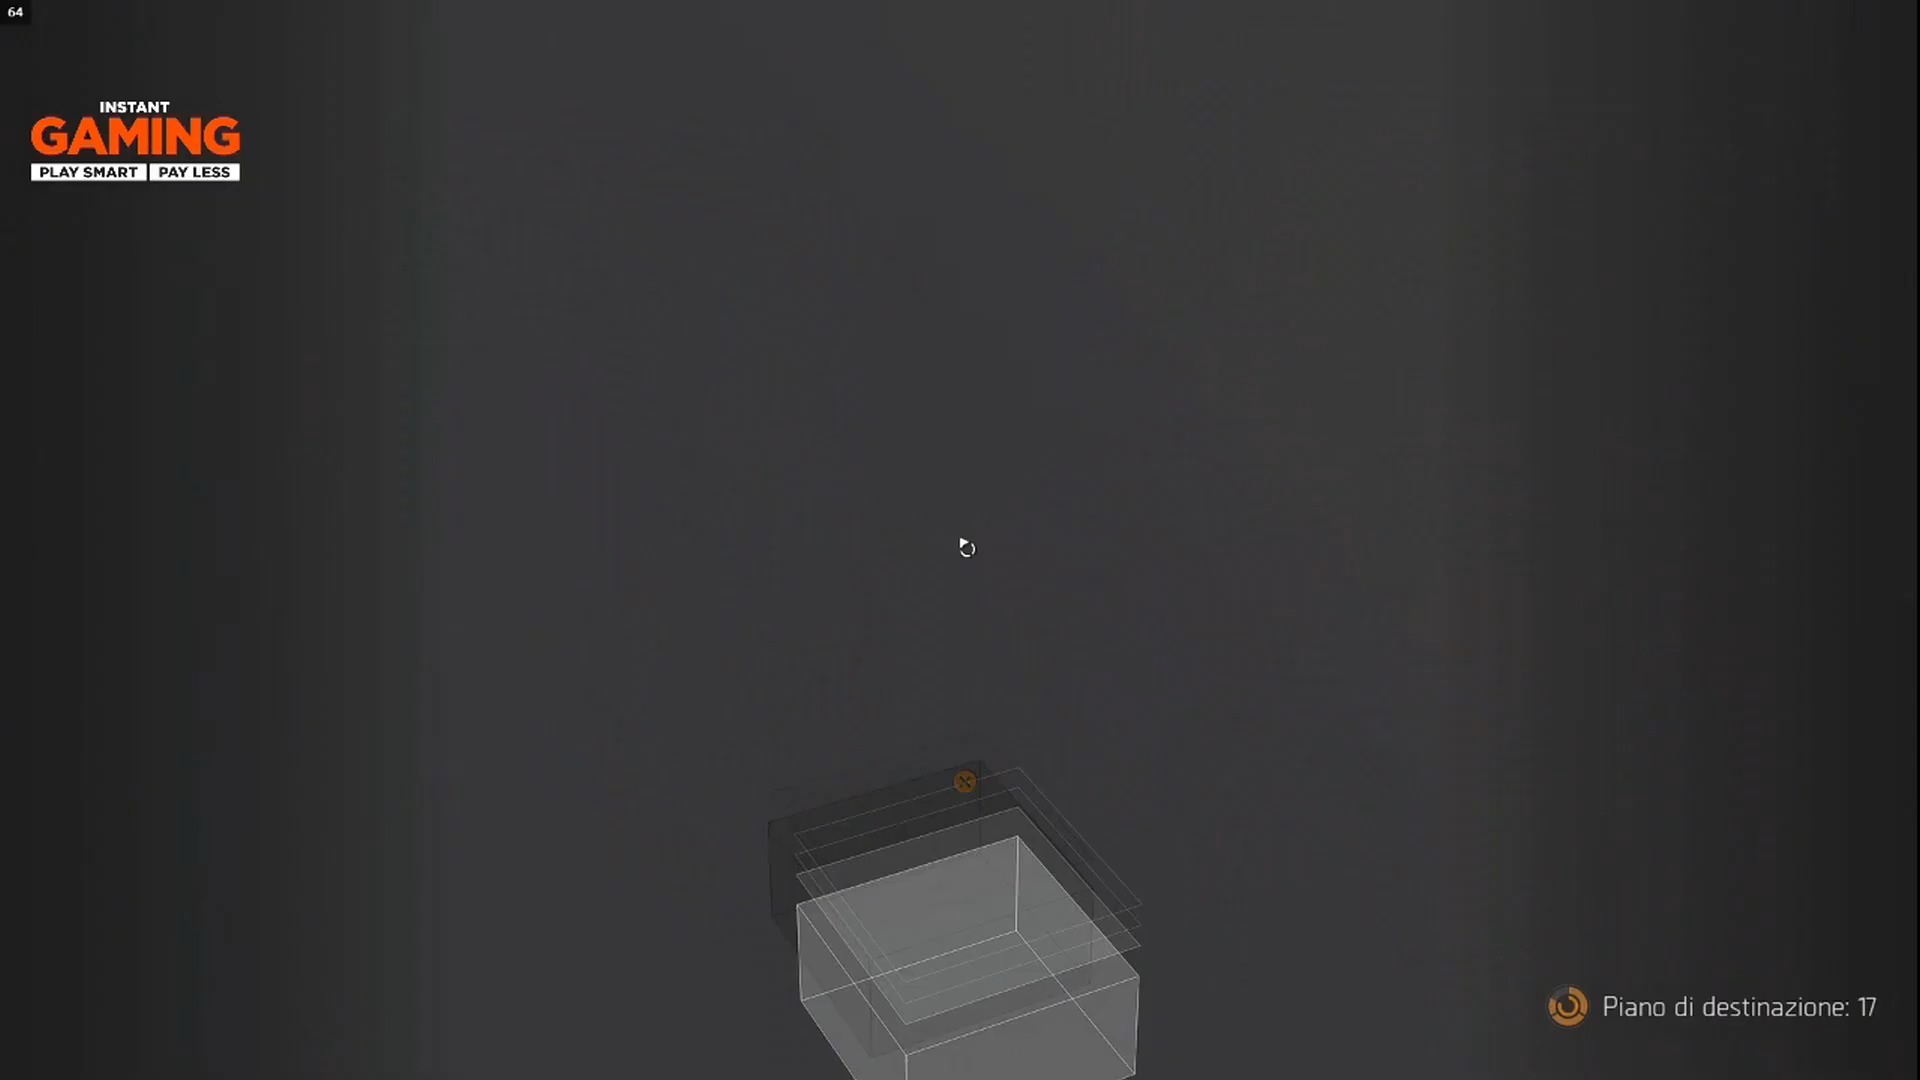 64
INSTANT
GAMING
PLAY SMART PAY LESS
Piano di destinazione: 17